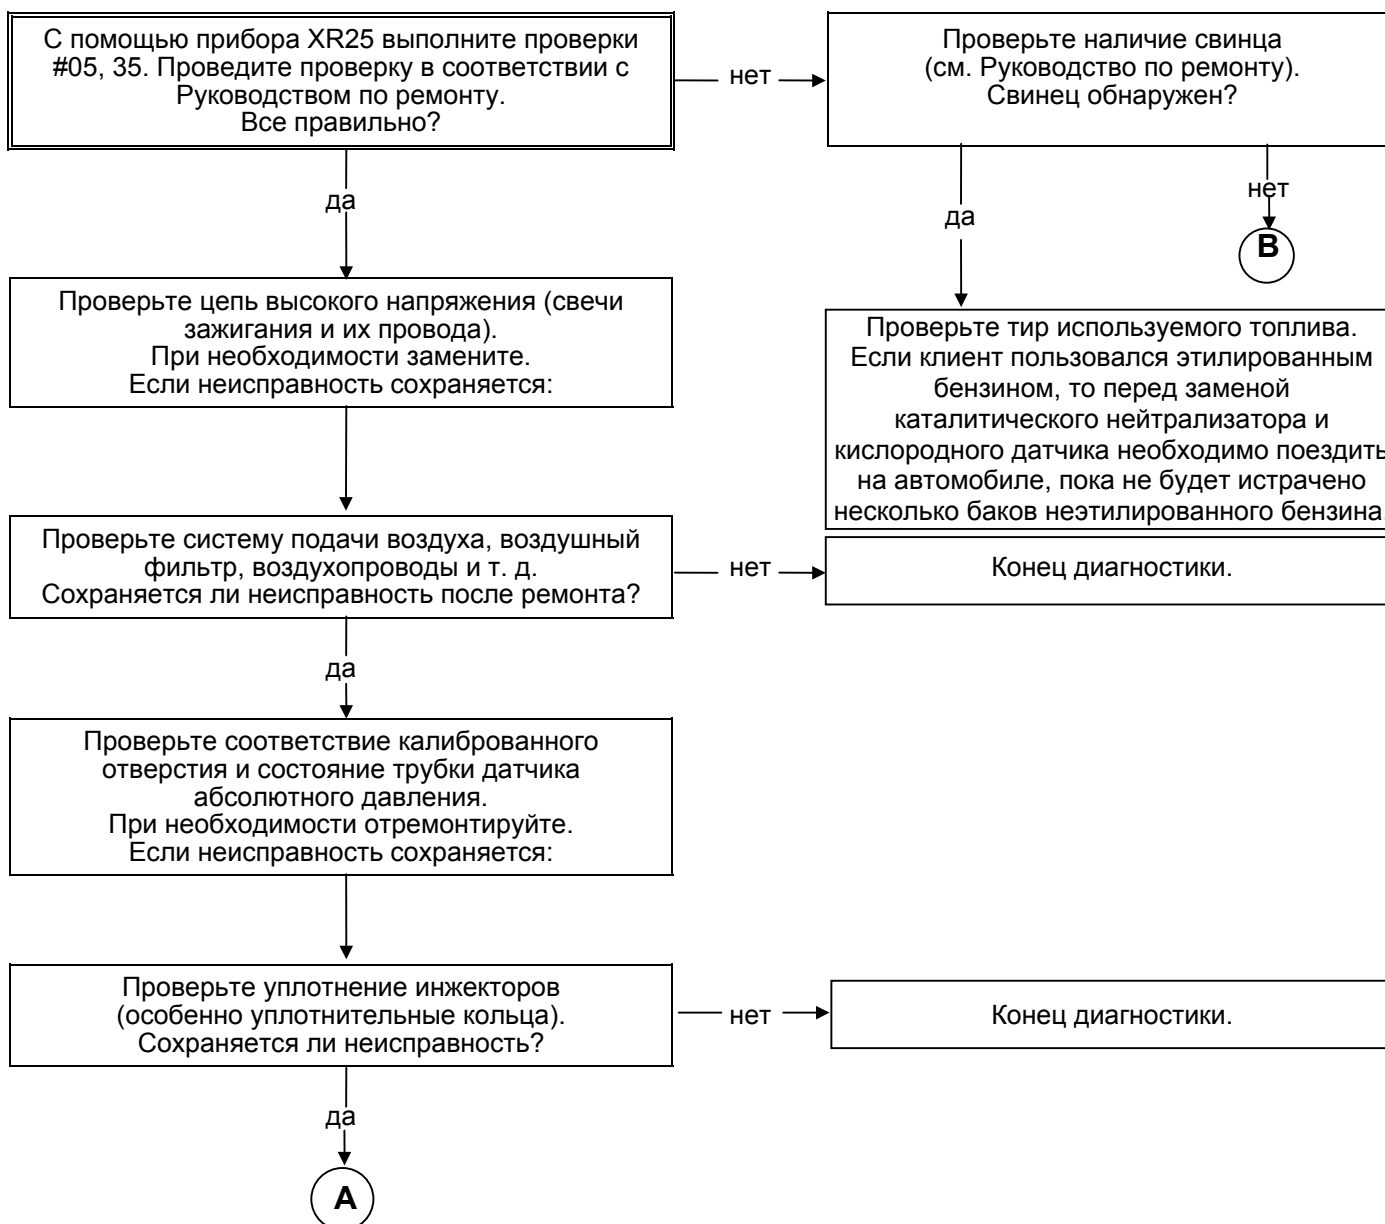 С помощью прибора XR25 выполните проверки
#05, 35. Проведите проверку в соответствии с
Руководством по ремонту.
Все правильно?
нет
Проверьте наличие свинца
(см. Руководство по ремонту).
Свинец обнаружен?
да
нет
да
B
Проверьте цепь высокого напряжения (свечи
зажигания и их провода).
При необходимости замените.
Если неисправность сохраняется:
Проверьте тир используемого топлива.
Если клиент пользовался этилированным
бензином, то перед заменой
каталитического нейтрализатора и
кислородного датчика необходимо поездить
на автомобиле, пока не будет истрачено
несколько баков неэтилированного бензина.
Проверьте систему подачи воздуха, воздушный
фильтр, воздухопроводы и т. д.
Сохраняется ли неисправность после ремонта?
нет
Конец диагностики.
да
Проверьте соответствие калиброванного
отверстия и состояние трубки датчика
абсолютного давления.
При необходимости отремонтируйте.
Если неисправность сохраняется:
Проверьте уплотнение инжекторов
(особенно уплотнительные кольца).
Сохраняется ли неисправность?
нет
Конец диагностики.
да
A